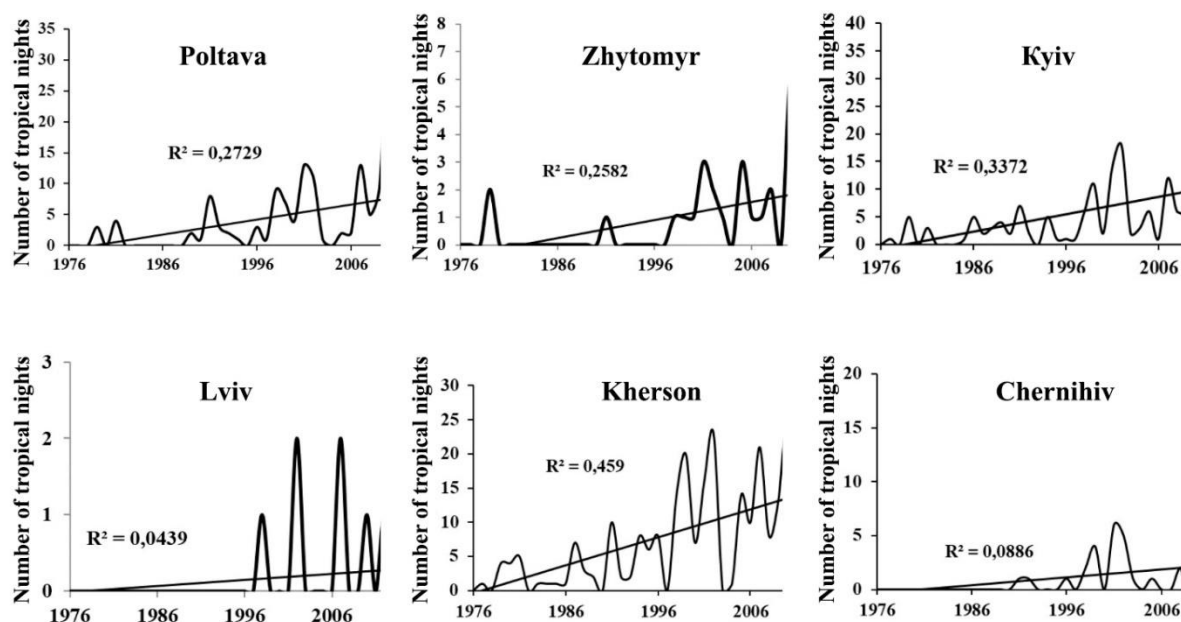 Number of tropical nights
Poltava
35
30
25
20
15
10
5
0
R² = 0,2729
1976 1986 1996 2006
Number of tropical nights
Zhytomyr
8
7
6
5
4
3
2
1
0
R² = 0,2582
1976 1986 1996 2006
Number of tropical nights
Kyiv
40
35
30
25
20
15
10
5
0
R² = 0,3372
1976 1986 1996 2006
Number of tropical nights
Lviv
3
2
1
0
R² = 0,0439
1976 1986 1996 2006
Number of tropical nights
Kherson
30
25
20
15
10
5
0
R² = 0,459
1976 1986 1996 2006
Number of tropical nights
Chernihiv
20
15
10
5
0
R² = 0,0886
1976 1986 1996 2006